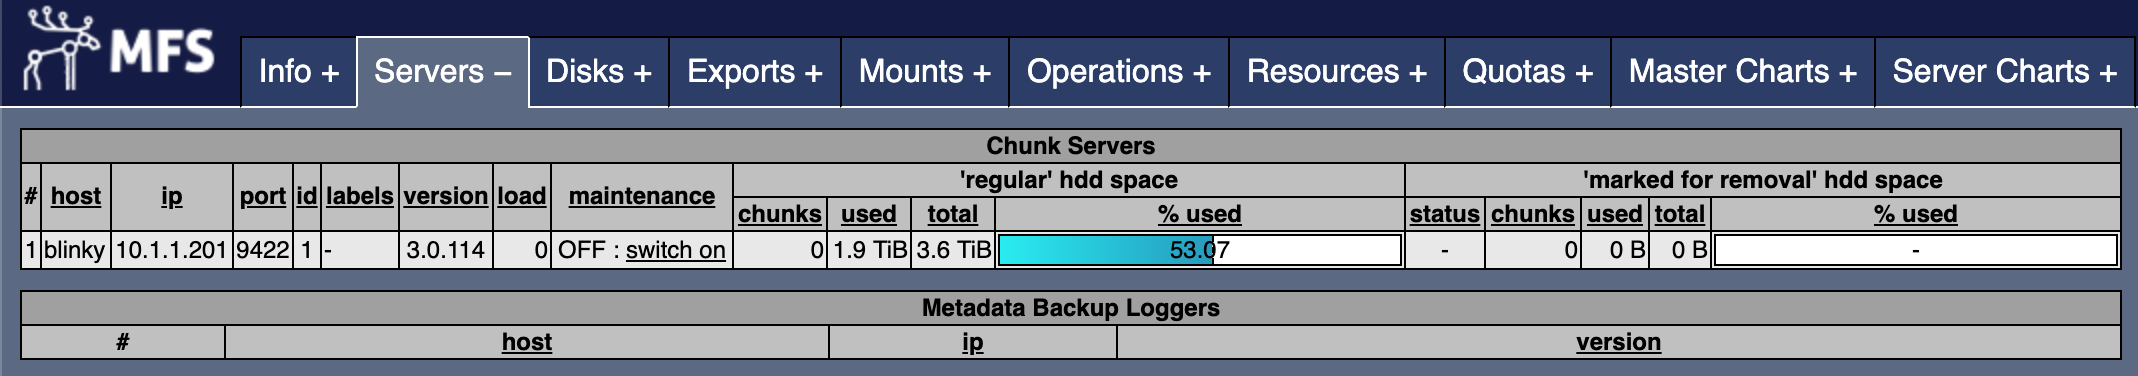 MFS
Info + Servers – Disks + Exports + Mounts + Operations + Resources + Quotas + Master Charts + Server Charts +
Chunk Servers
# host ip port id labels version load maintenance 'regular' hdd space 'marked for removal' hdd space
chunks used total % used status chunks used total % used
1 blinky 10.1.1.201 9422 1 - 3.0.114 0 OFF : switch on 0 1.9 TiB 3.6 TiB 53.07 - 0 0 B 0 B -
Metadata Backup Loggers
# host ip version